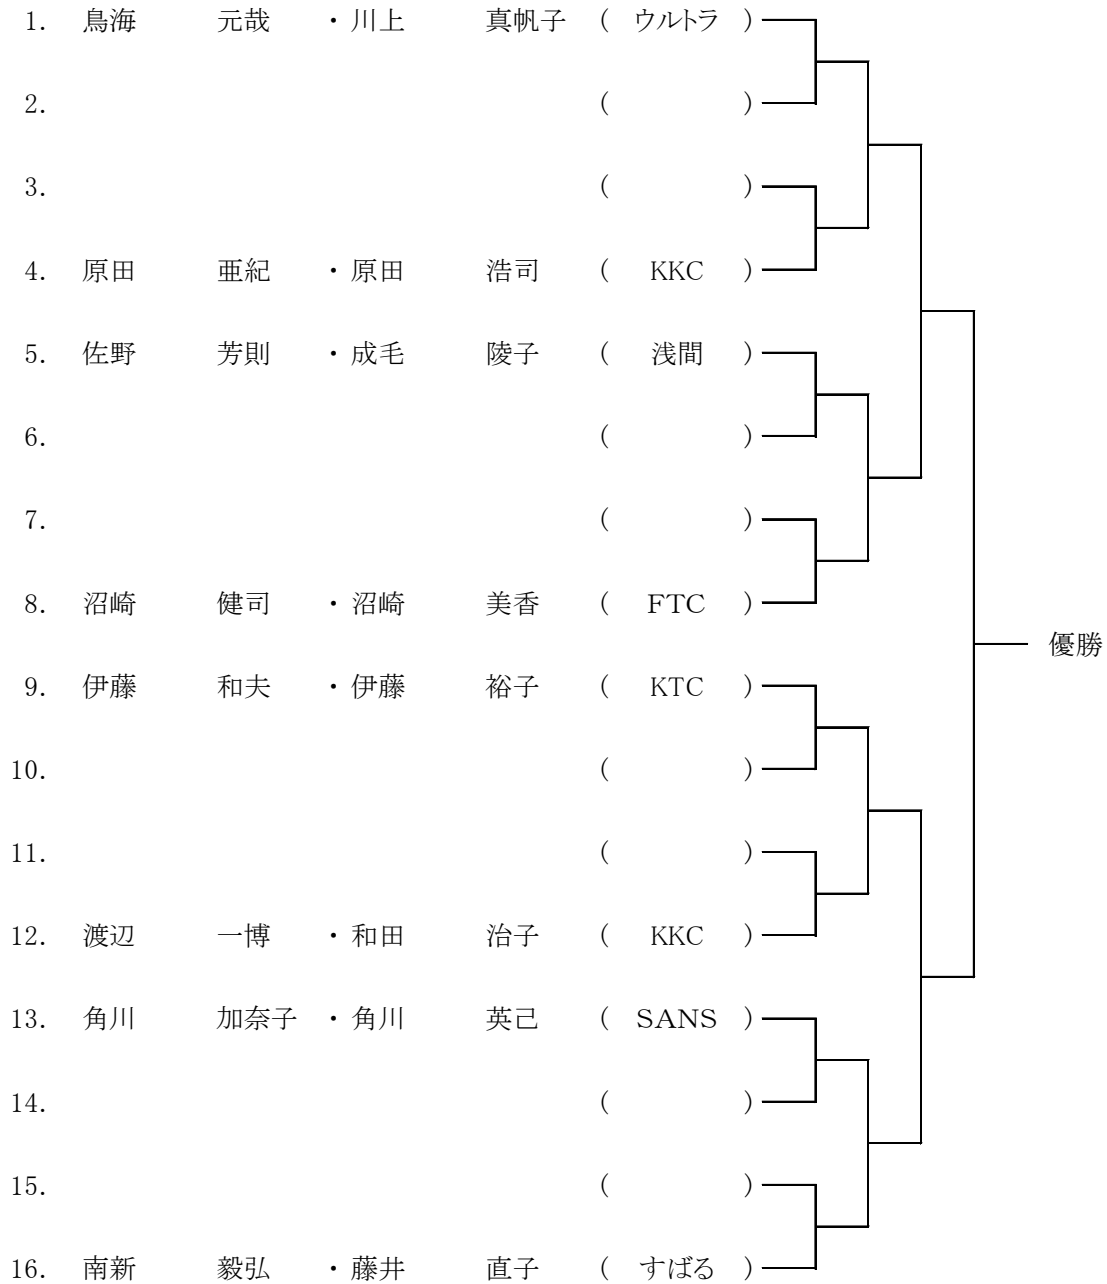 1. 鳥海 元哉 ・川上 真帆子 ( ウルトラ )
2. ( )
3. ( )
4. 原田 亜紀 ・原田 浩司 ( KKC )
5. 佐野 芳則 ・成毛 陵子 ( 浅間 )
6. ( )
7. ( )
8. 沼崎 健司 ・沼崎 美香 ( FTC )
優勝
9. 伊藤 和夫 ・伊藤 裕子 ( KTC )
10. ( )
11. ( )
12. 渡辺 一博 ・和田 治子 ( KKC )
13. 角川 加奈子 ・角川 英己 ( SANS )
14. ( )
15. ( )
16. 南新 毅弘 ・藤井 直子 ( すばる )